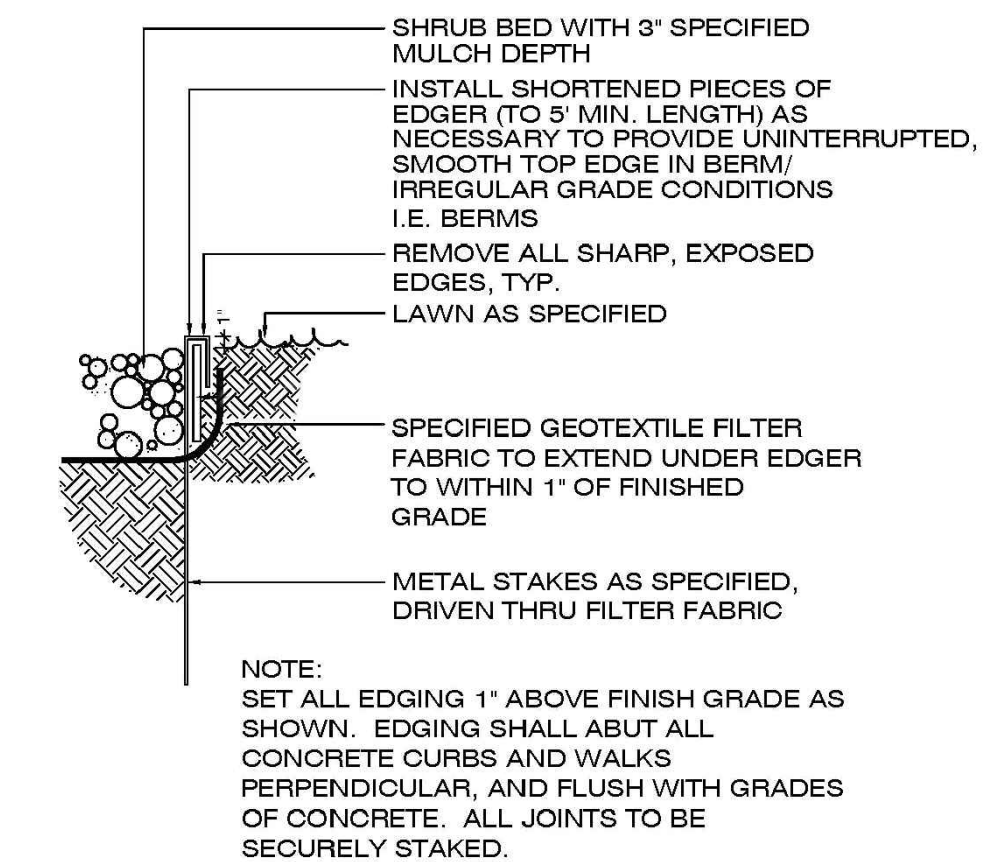 SHRUB BED WITH 3" SPECIFIED
MULCH DEPTH
INSTALL SHORTENED PIECES OF
EDGER (TO 5' MIN. LENGTH) AS
NECESSARY TO PROVIDE UNINTERRUPTED,
SMOOTH TOP EDGE IN BERM/
IRREGULAR GRADE CONDITIONS
I.E. BERMS
REMOVE ALL SHARP, EXPOSED
EDGES, TYP.
LAWN AS SPECIFIED
1"
SPECIFIED GEOTEXTILE FILTER
FABRIC TO EXTEND UNDER EDGER
TO WITHIN 1" OF FINISHED
GRADE
METAL STAKES AS SPECIFIED,
DRIVEN THRU FILTER FABRIC
NOTE:
SET ALL EDGING 1" ABOVE FINISH GRADE AS
SHOWN. EDGING SHALL ABUT ALL
CONCRETE CURBS AND WALKS
PERPENDICULAR, AND FLUSH WITH GRADES
OF CONCRETE. ALL JOINTS TO BE
SECURELY STAKED.